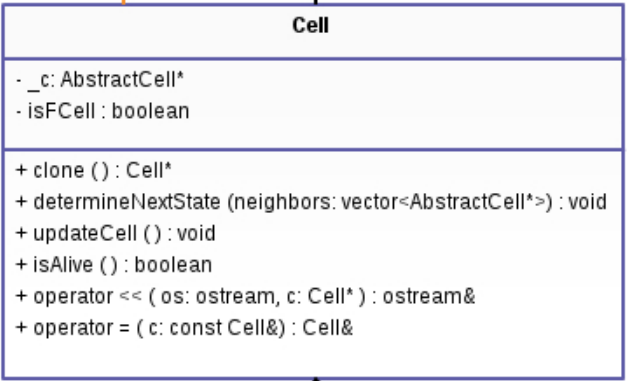 Cell
- _c: AbstractCell*
- isFCell : boolean
+ clone () : Cell*
+ determineNextState (neighbors: vector<AbstractCell*>) : void
+ updateCell () : void
+ isAlive () : boolean
+ operator << ( os: ostream, c: Cell* ) : ostream&
+ operator = ( c: const Cell&) : Cell&